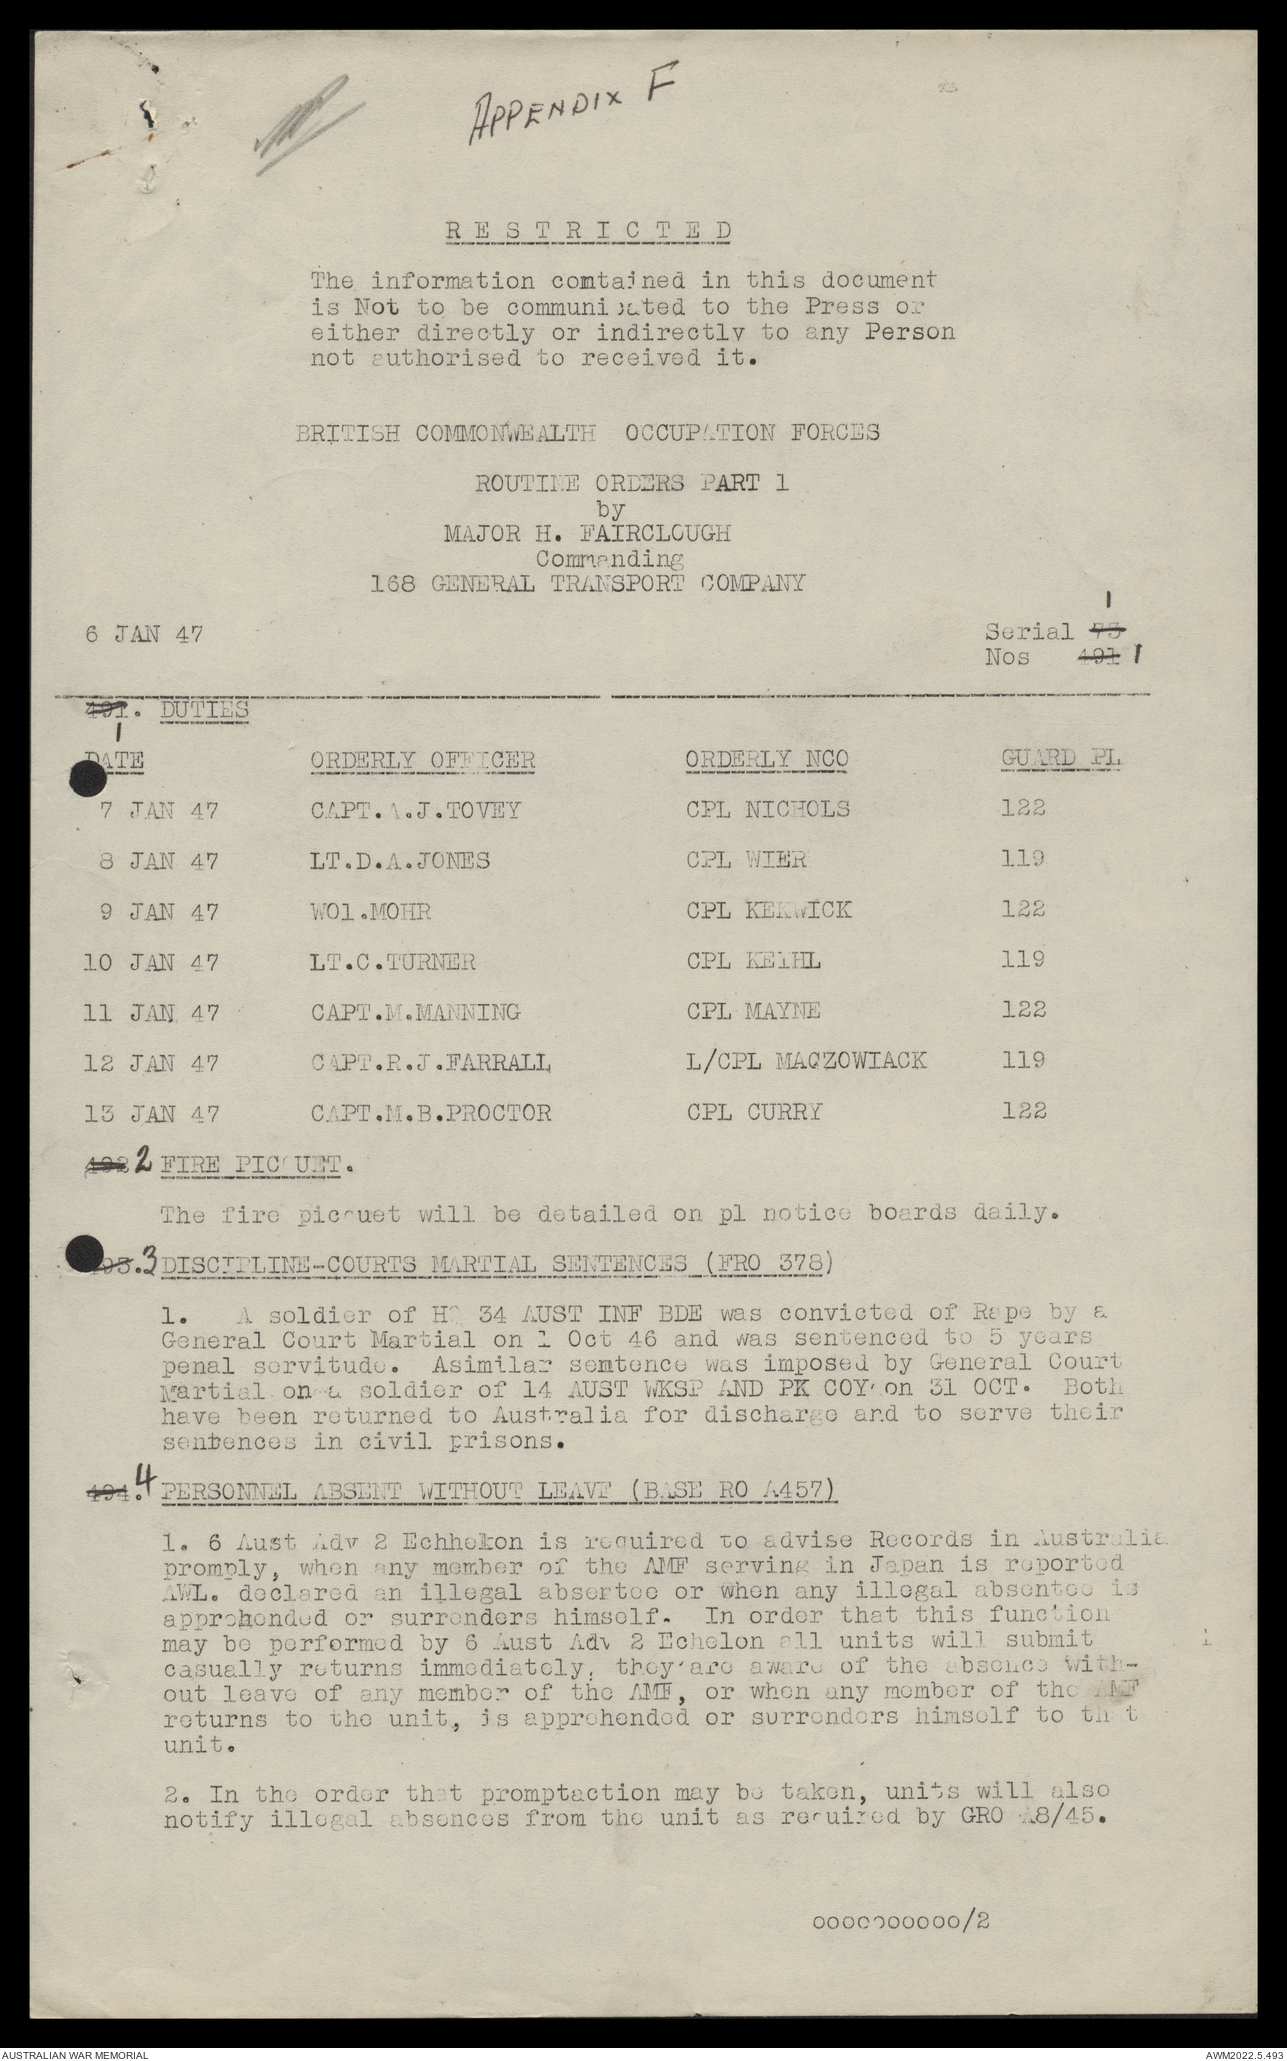 APPENDIX F
RESTRICTED
The information comtained in this document
is Not to be communicated to the Press or
either directly or indirectly to any Person
not authorised to received it.
BRITISH COMMONWEALTH OCCUPATION FORCES
ROUTINE ORDERS PART 1
by
MAJOR H. FAIRCLOUGH
Commanding
168 GENERAL TRANSPORT COMPANY
1
6 JAN 47 Serial 73
Nos 491 1
491. DUTIES
1
DATE ORDERLY OFFICER ORDERLY NCO GUARD PL
7 JAN 47 CAPT.A.J.TOVEY CPL NICHOLS 122
8 JAN 47 LT.D.A.JONES CPL WIER 119
9 JAN 47 WO1.MOHR CPL KEKWICK 122
10 JAN 47 LT.C.TURNER CPL KEIHL 119
11 JAN 47 CAPT.M.MANNING CPL MAYNE 122
12 JAN 47 CAPT.R.J.FARRALL L/CPL MACZOWIACK 119
13 JAN 47 CAPT.M.B.PROCTOR CPL CURRY 122
492 2 FIRE PICQUET.
The fire picquet will be detailed on pl notice boards daily.
493.3 DISCIPLINE-COURTS MARTIAL SENTENCES (FRO 378)
1. A soldier of HQ 34 AUST INF BDE was convicted of Rape by a
General Court Martial on 1 Oct 46 and was sentenced to 5 years
penal servitude. Asimilar semtence was imposed by General Court
Martial on a soldier of 14 AUST WKSP AND PK COY on 31 OCT. Both
have been returned to Australia for discharge and to serve their
sentences in civil prisons.
494.4 PERSONNEL ABSENT WITHOUT LEAVE (BASE RO A457)
1. 6 Aust Adv 2 Echhelon is required to advise Records in Australia
promply, when any member of the AMF serving in Japan is reported
AWL. declared an illegal absertee or when any illegal absentee is
apprehended or surrenders himself. In order that this function
may be performed by 6 Aust Adv 2 Echelon all units will submit
casually returns immediately, they are aware of the absence with-
out leave of any member of the AMF, or when any member of the AMF
returns to the unit, is apprehended or surrenders himself to that
unit.
2. In the order that promptaction may be taken, units will also
notify illegal absences from the unit as required by GRO A8/45.
oooooooooo/2
AUSTRALIAN WAR MEMORIAL AWM2022.5.493